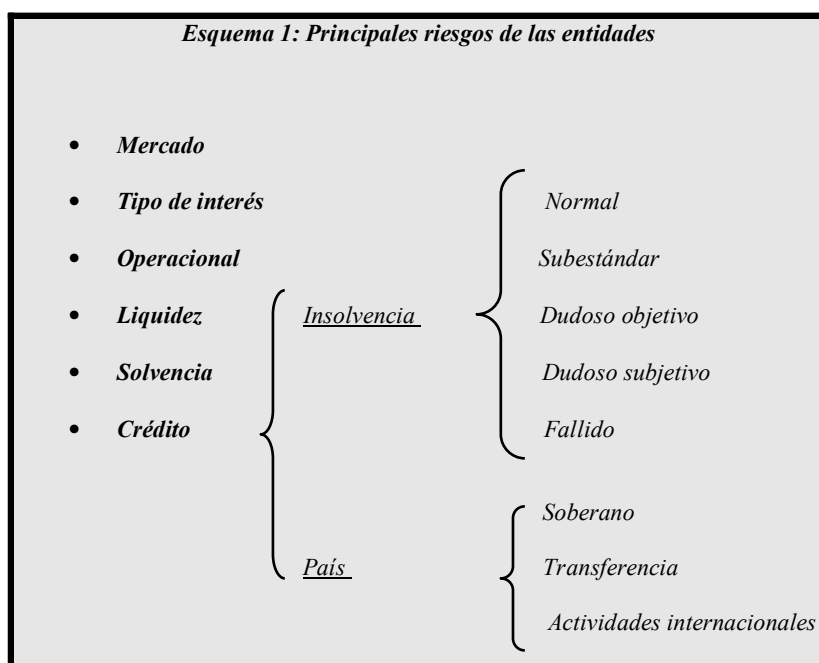 Esquema 1: Principales riesgos de las entidades
• Mercado
• Tipo de interés
Normal
• Operacional
Subestándar
• Liquidez
Insolvencia
Dudoso objetivo
• Solvencia
Dudoso subjetivo
• Crédito
Fallido
Soberano
País
Transferencia
Actividades internacionales